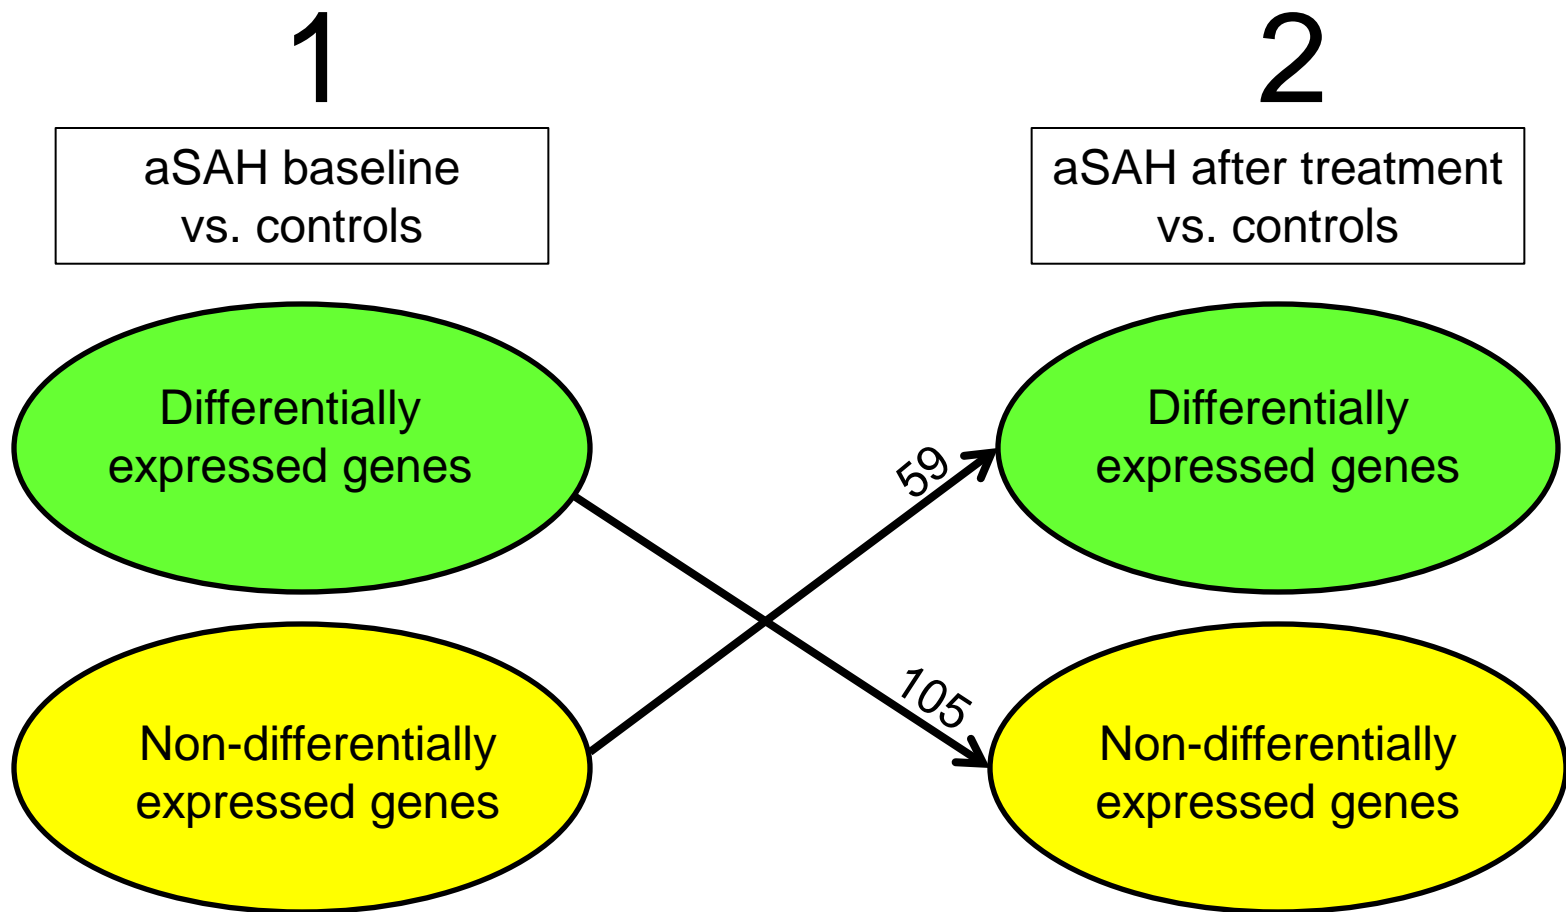 1
aSAH baseline
vs. controls
2
aSAH after treatment
vs. controls
Differentially
expressed genes
Differentially
expressed genes
59
105
Non-differentially
expressed genes
Non-differentially
expressed genes